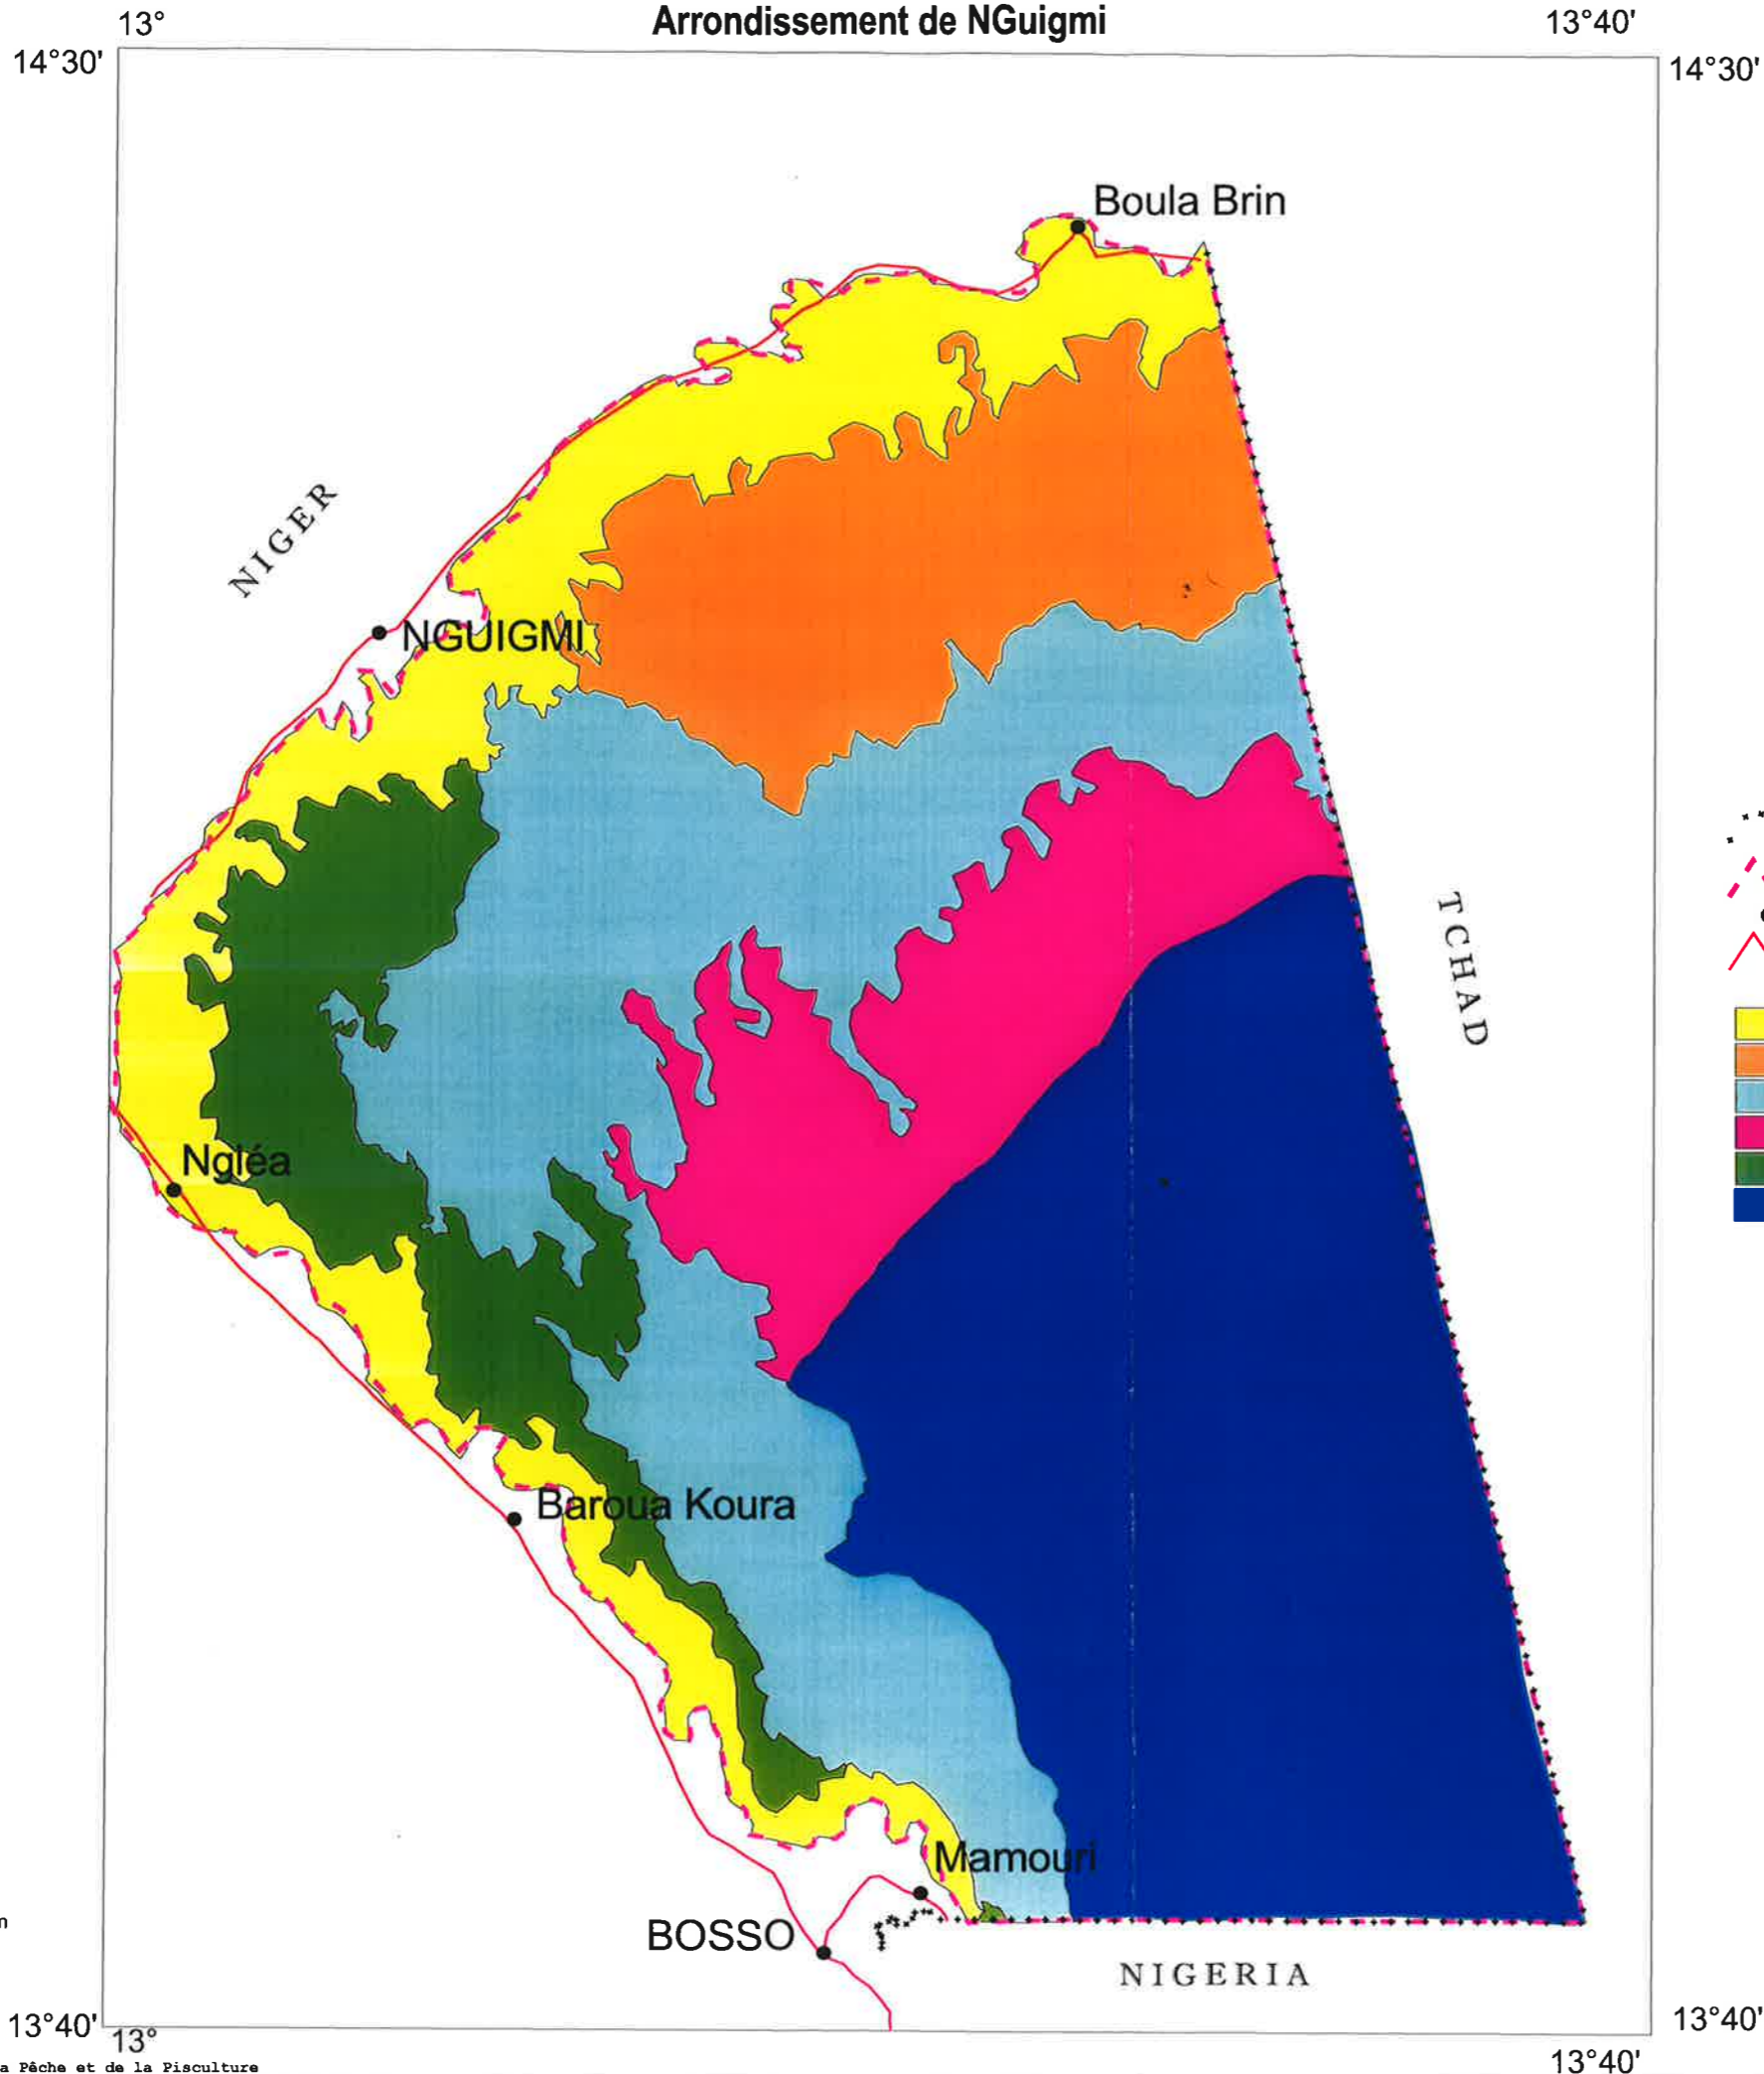 Arrondissement de NGuigmi
13°
13°40'
14°30'
14°30'
Boula Brin
NIGER
NGUIGMI
TCHAD
Ngléa
Baroua Koura
Mamouri
BOSSO
NIGERIA
13°40'
13°40'
13°
13°40'
a Pêche et de la Pisculture